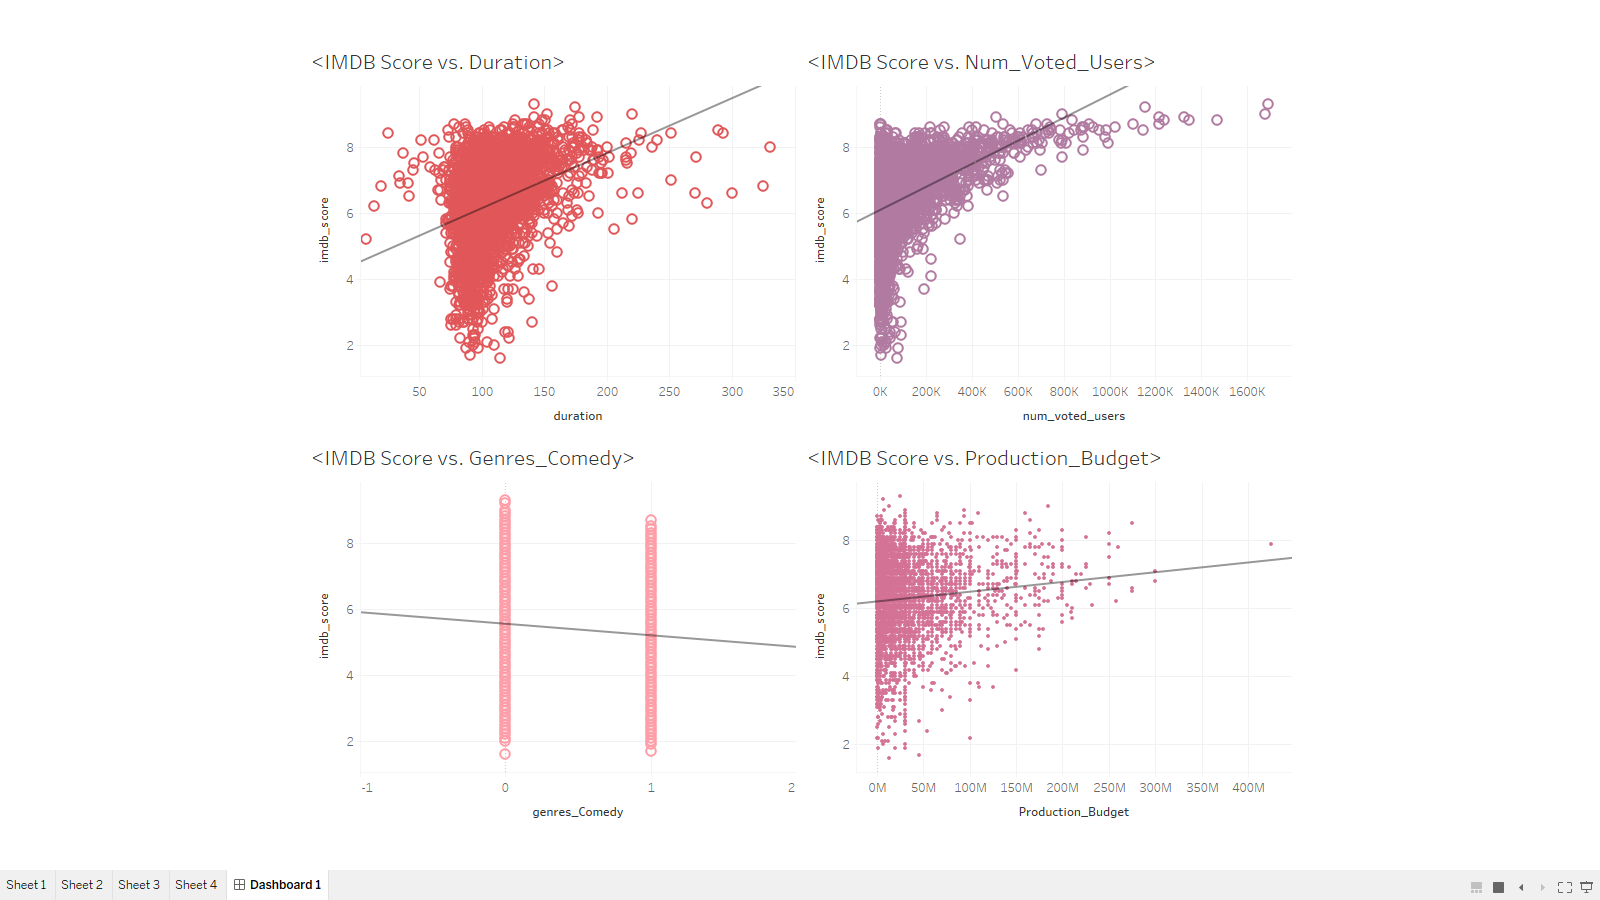 <IMDB Score vs. Duration>
8
6
4
2
imdb_score
50 100 150 200 250 300 350
duration
<IMDB Score vs. Num_Voted_Users>
8
6
4
2
imdb_score
0K 200K 400K 600K 800K 1000K 1200K 1400K 1600K
num_voted_users
<IMDB Score vs. Genres_Comedy>
8
6
4
2
imdb_score
-1 0 1 2
genres_Comedy
<IMDB Score vs. Production_Budget>
8
6
4
2
imdb_score
0M 50M 100M 150M 200M 250M 300M 350M 400M
Production_Budget
Sheet 1 Sheet 2 Sheet 3 Sheet 4 Dashboard 1